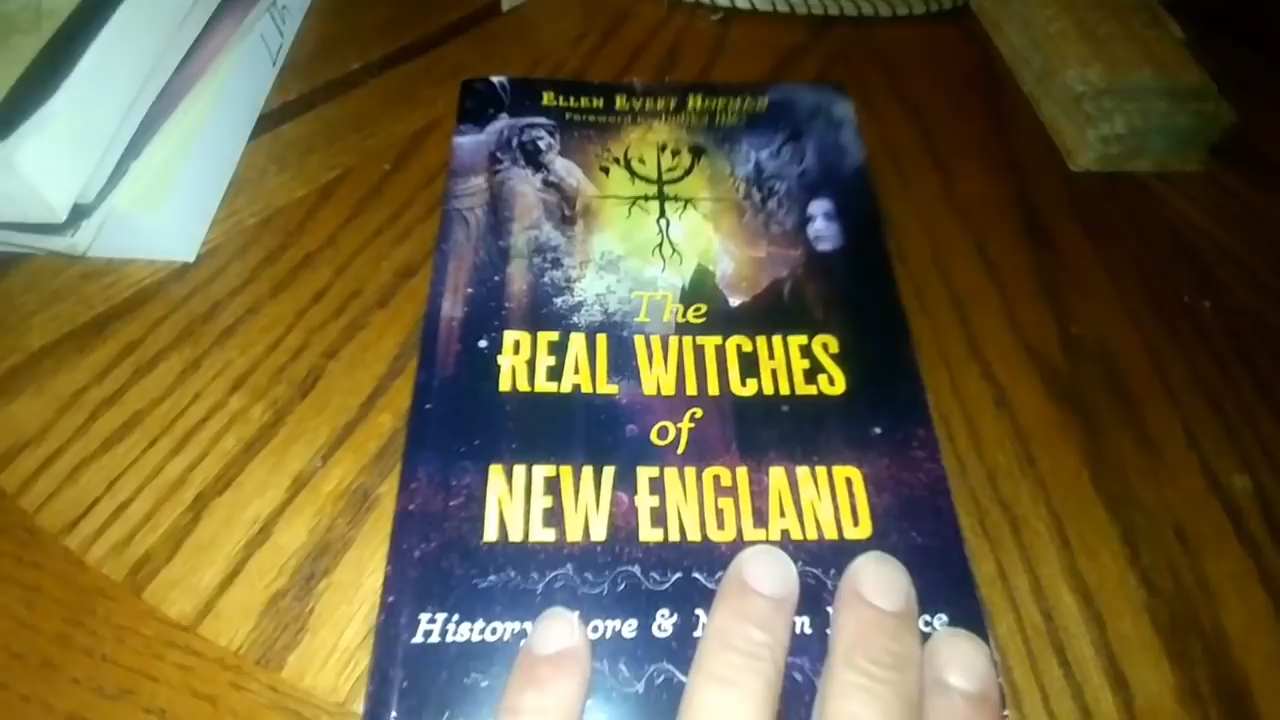 ELLEN EVERT HOPMAN
Foreword by
The
REAL WITCHES
of
NEW ENGLAND
History Lore &